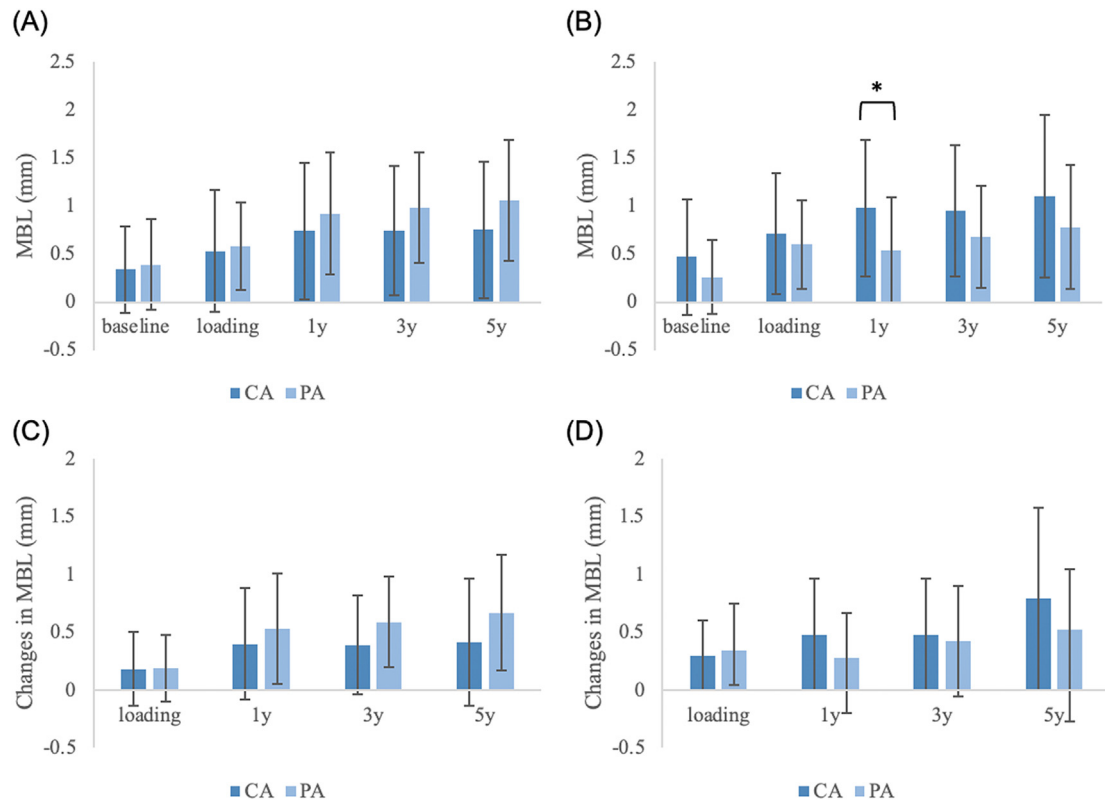 (A)
MBL (mm)
2.5
2
1.5
1
0.5
0
-0.5
baseline loading 1y 3y 5y
CA PA
(B)
MBL (mm)
2.5
2
1.5
1
0.5
0
-0.5
*
baseline loading 1y 3y 5y
CA PA
(C)
Changes in MBL (mm)
2
1.5
1
0.5
0
-0.5
loading 1y 3y 5y
CA PA
(D)
Changes in MBL (mm)
2
1.5
1
0.5
0
-0.5
loading 1y 3y 5y
CA PA